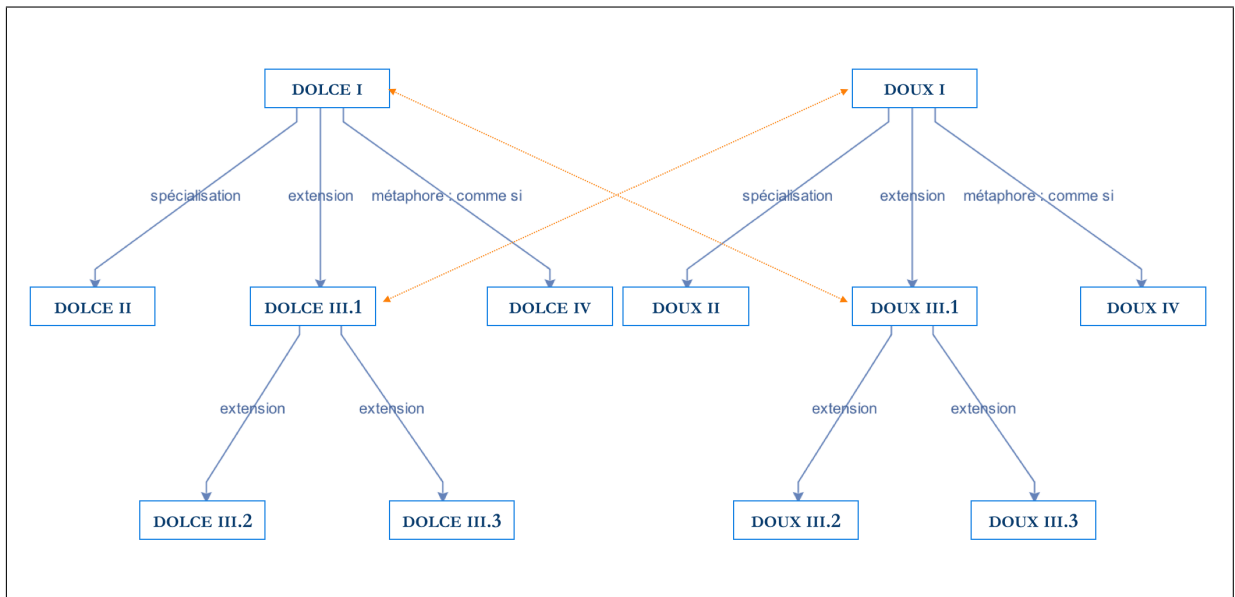 DOLCE I
DOUX I
spécialisation
extension
métaphore : comme si
spécialisation
extension
métaphore : comme si
DOLCE II
DOLCE III.1
DOLCE IV
DOUX II
DOUX III.1
DOUX IV
extension
extension
extension
extension
DOLCE III.2
DOLCE III.3
DOUX III.2
DOUX III.3